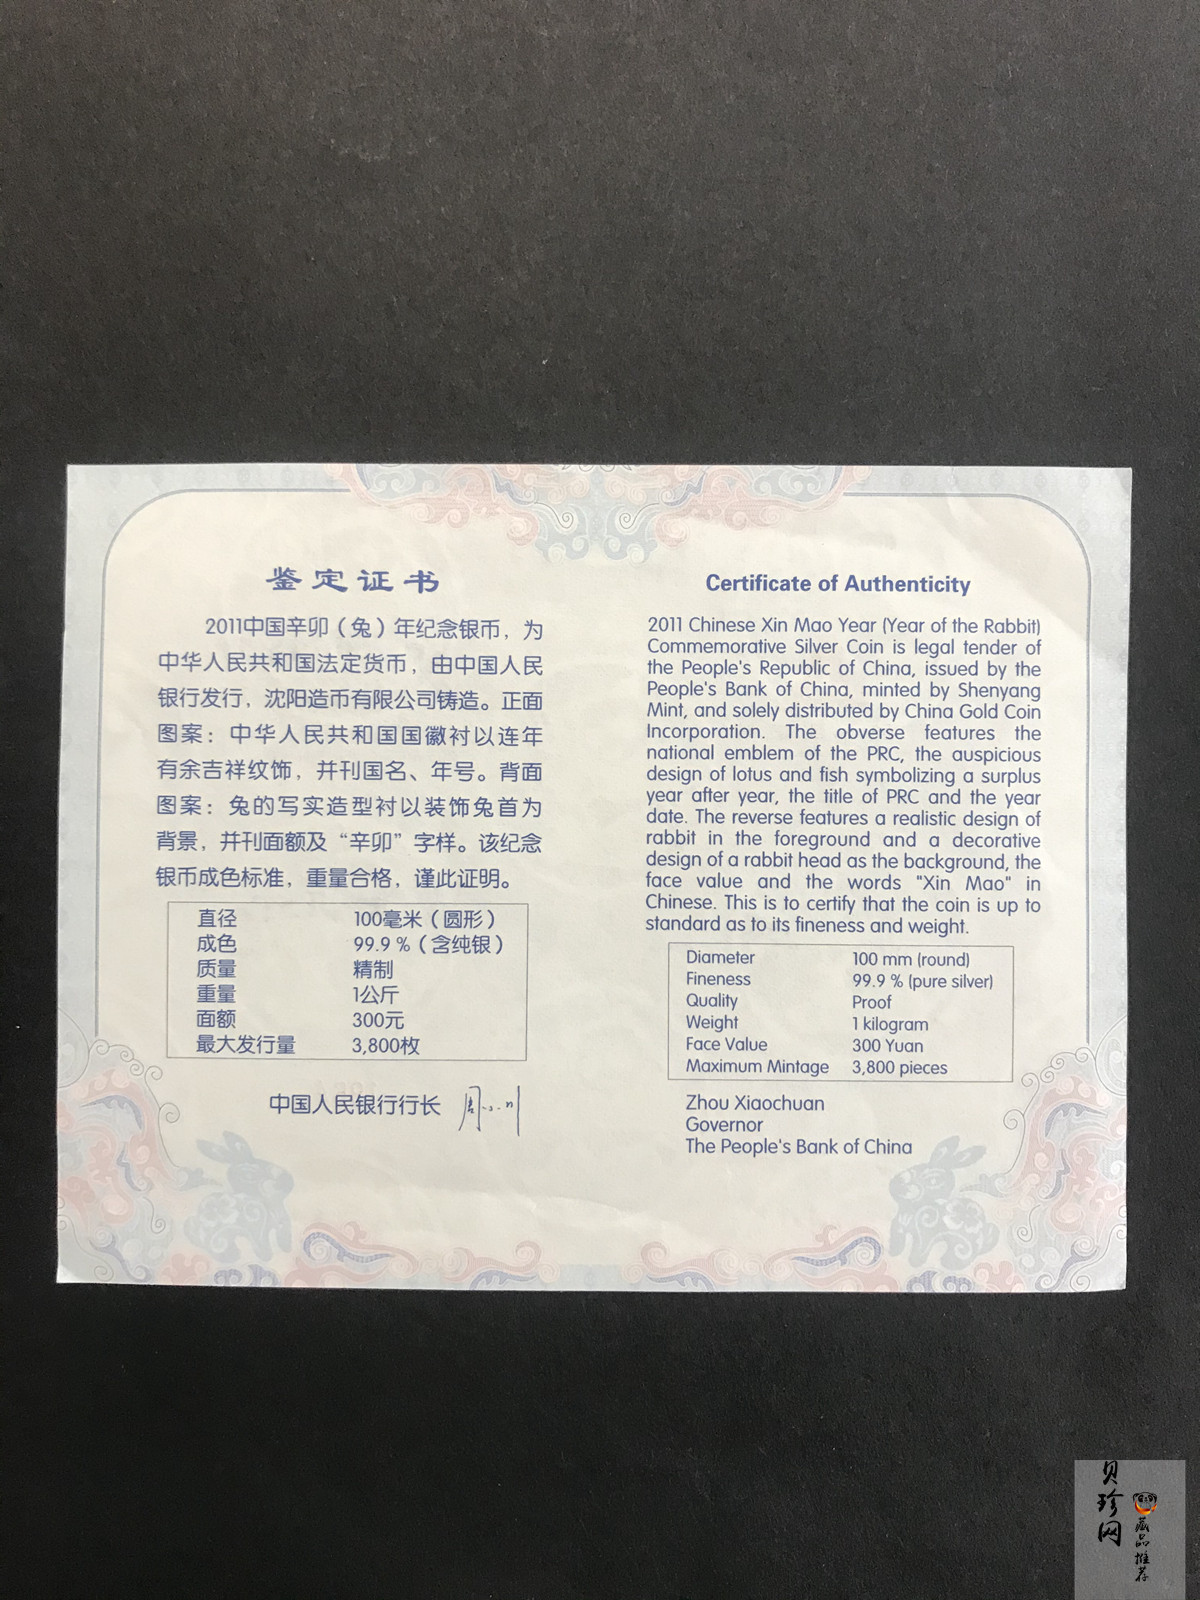 鉴定证书
2011中国辛卯（兔）年纪念银币，为
中华人民共和国法定货币，由中国人民
银行发行，沈阳造币有限公司铸造。正面
图案：中华人民共和国国徽衬以连年
有余吉祥纹饰，并刊国名、年号。背面
图案：兔的写实造型衬以装饰兔首为
背景，并刊面额及“辛卯”字样。该纪念
银币成色标准，重量合格，谨此证明。
直径 100毫米（圆形）
成色 99.9 %（含纯银）
质量 精制
重量 1公斤
面额 300元
最大发行量 3,800枚
中国人民银行行长 周小川
Certificate of Authenticity
2011 Chinese Xin Mao Year (Year of the Rabbit)
Commemorative Silver Coin is legal tender of
the People's Republic of China, issued by the
People's Bank of China, minted by Shenyang
Mint, and solely distributed by China Gold Coin
Incorporation. The obverse features the
national emblem of the PRC, the auspicious
design of lotus and fish symbolizing a surplus
year after year, the title of PRC and the year
date. The reverse features a realistic design of
rabbit in the foreground and a decorative
design of a rabbit head as the background, the
face value and the words "Xin Mao" in
Chinese. This is to certify that the coin is up to
standard as to its fineness and weight.
Diameter 100 mm (round)
Fineness 99.9 % (pure silver)
Quality Proof
Weight 1 kilogram
Face Value 300 Yuan
Maximum Mintage 3,800 pieces
Zhou Xiaochuan
Governor
The People's Bank of China
贝珍网
藏品推荐